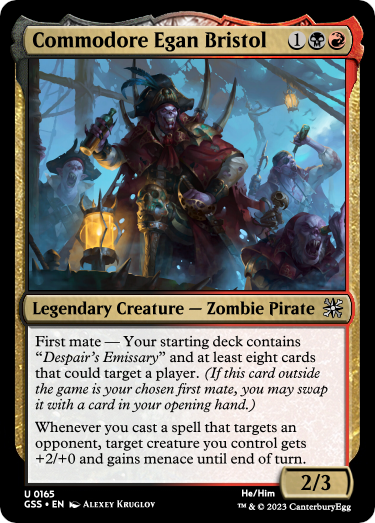 Commodore Egan Bristol 1
Legendary Creature — Zombie Pirate
First mate — Your starting deck contains
“Despair’s Emissary” and at least eight cards
that could target a player. (If this card outside
the game is your chosen first mate, you may swap
it with a card in your opening hand.)
Whenever you cast a spell that targets an
opponent, target creature you control gets
+2/+0 and gains menace until end of turn.
2/3
U 0165 He/Him
GSS • EN Alexey Kruglov ™ & © 2023 CanterburyEgg